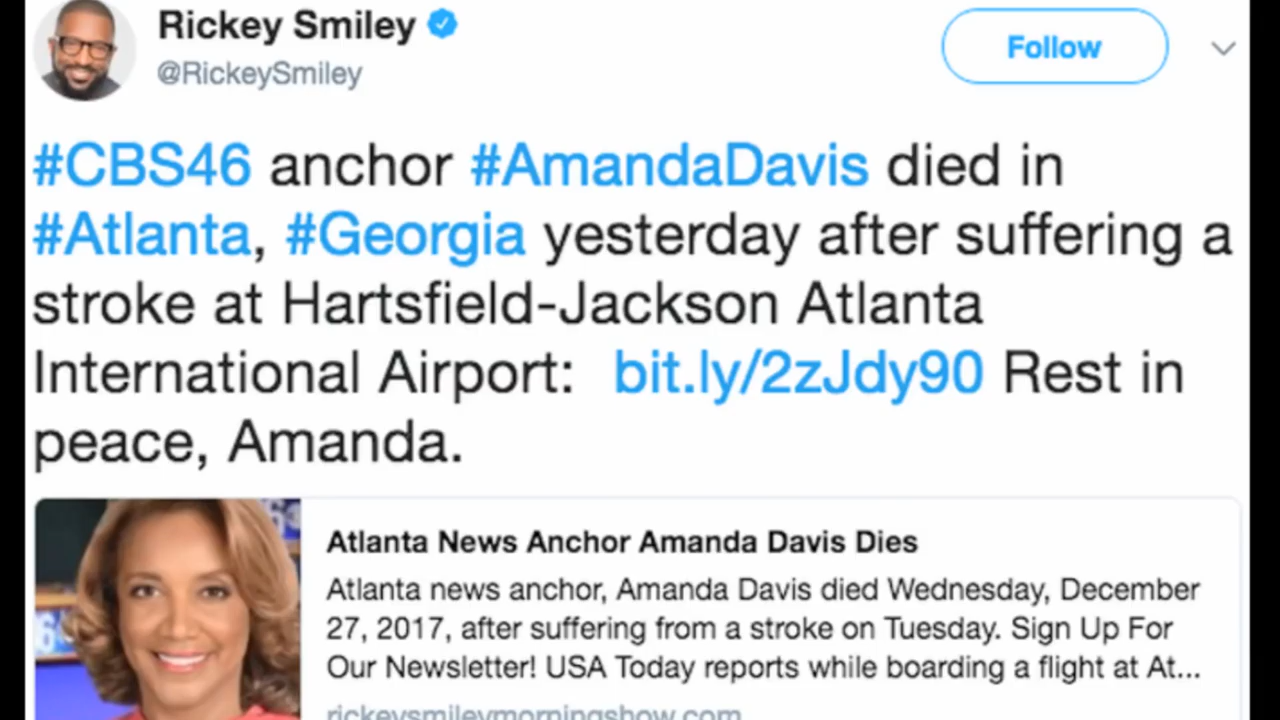 Rickey Smiley
@RickeySmiley
Follow
#CBS46 anchor #AmandaDavis died in
#Atlanta, #Georgia yesterday after suffering a
stroke at Hartsfield-Jackson Atlanta
International Airport: bit.ly/2zJdy90 Rest in
peace, Amanda.
Atlanta News Anchor Amanda Davis Dies
Atlanta news anchor, Amanda Davis died Wednesday, December
27, 2017, after suffering from a stroke on Tuesday. Sign Up For
Our Newsletter! USA Today reports while boarding a flight at At...
rickeysmileymorningshow.com